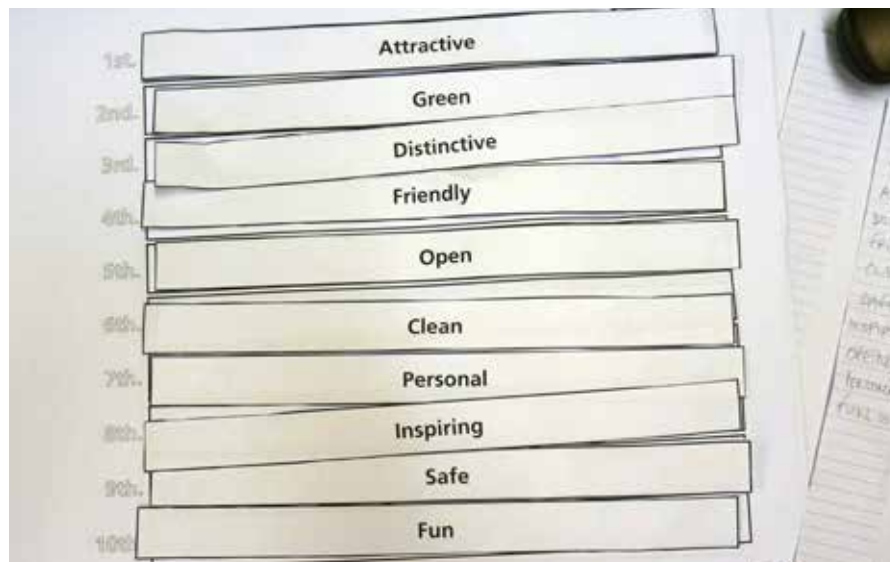 1st. Attractive
2nd. Green
3rd. Distinctive
4th. Friendly
5th. Open
6th. Clean
7th. Personal
8th. Inspiring
9th. Safe
10th Fun